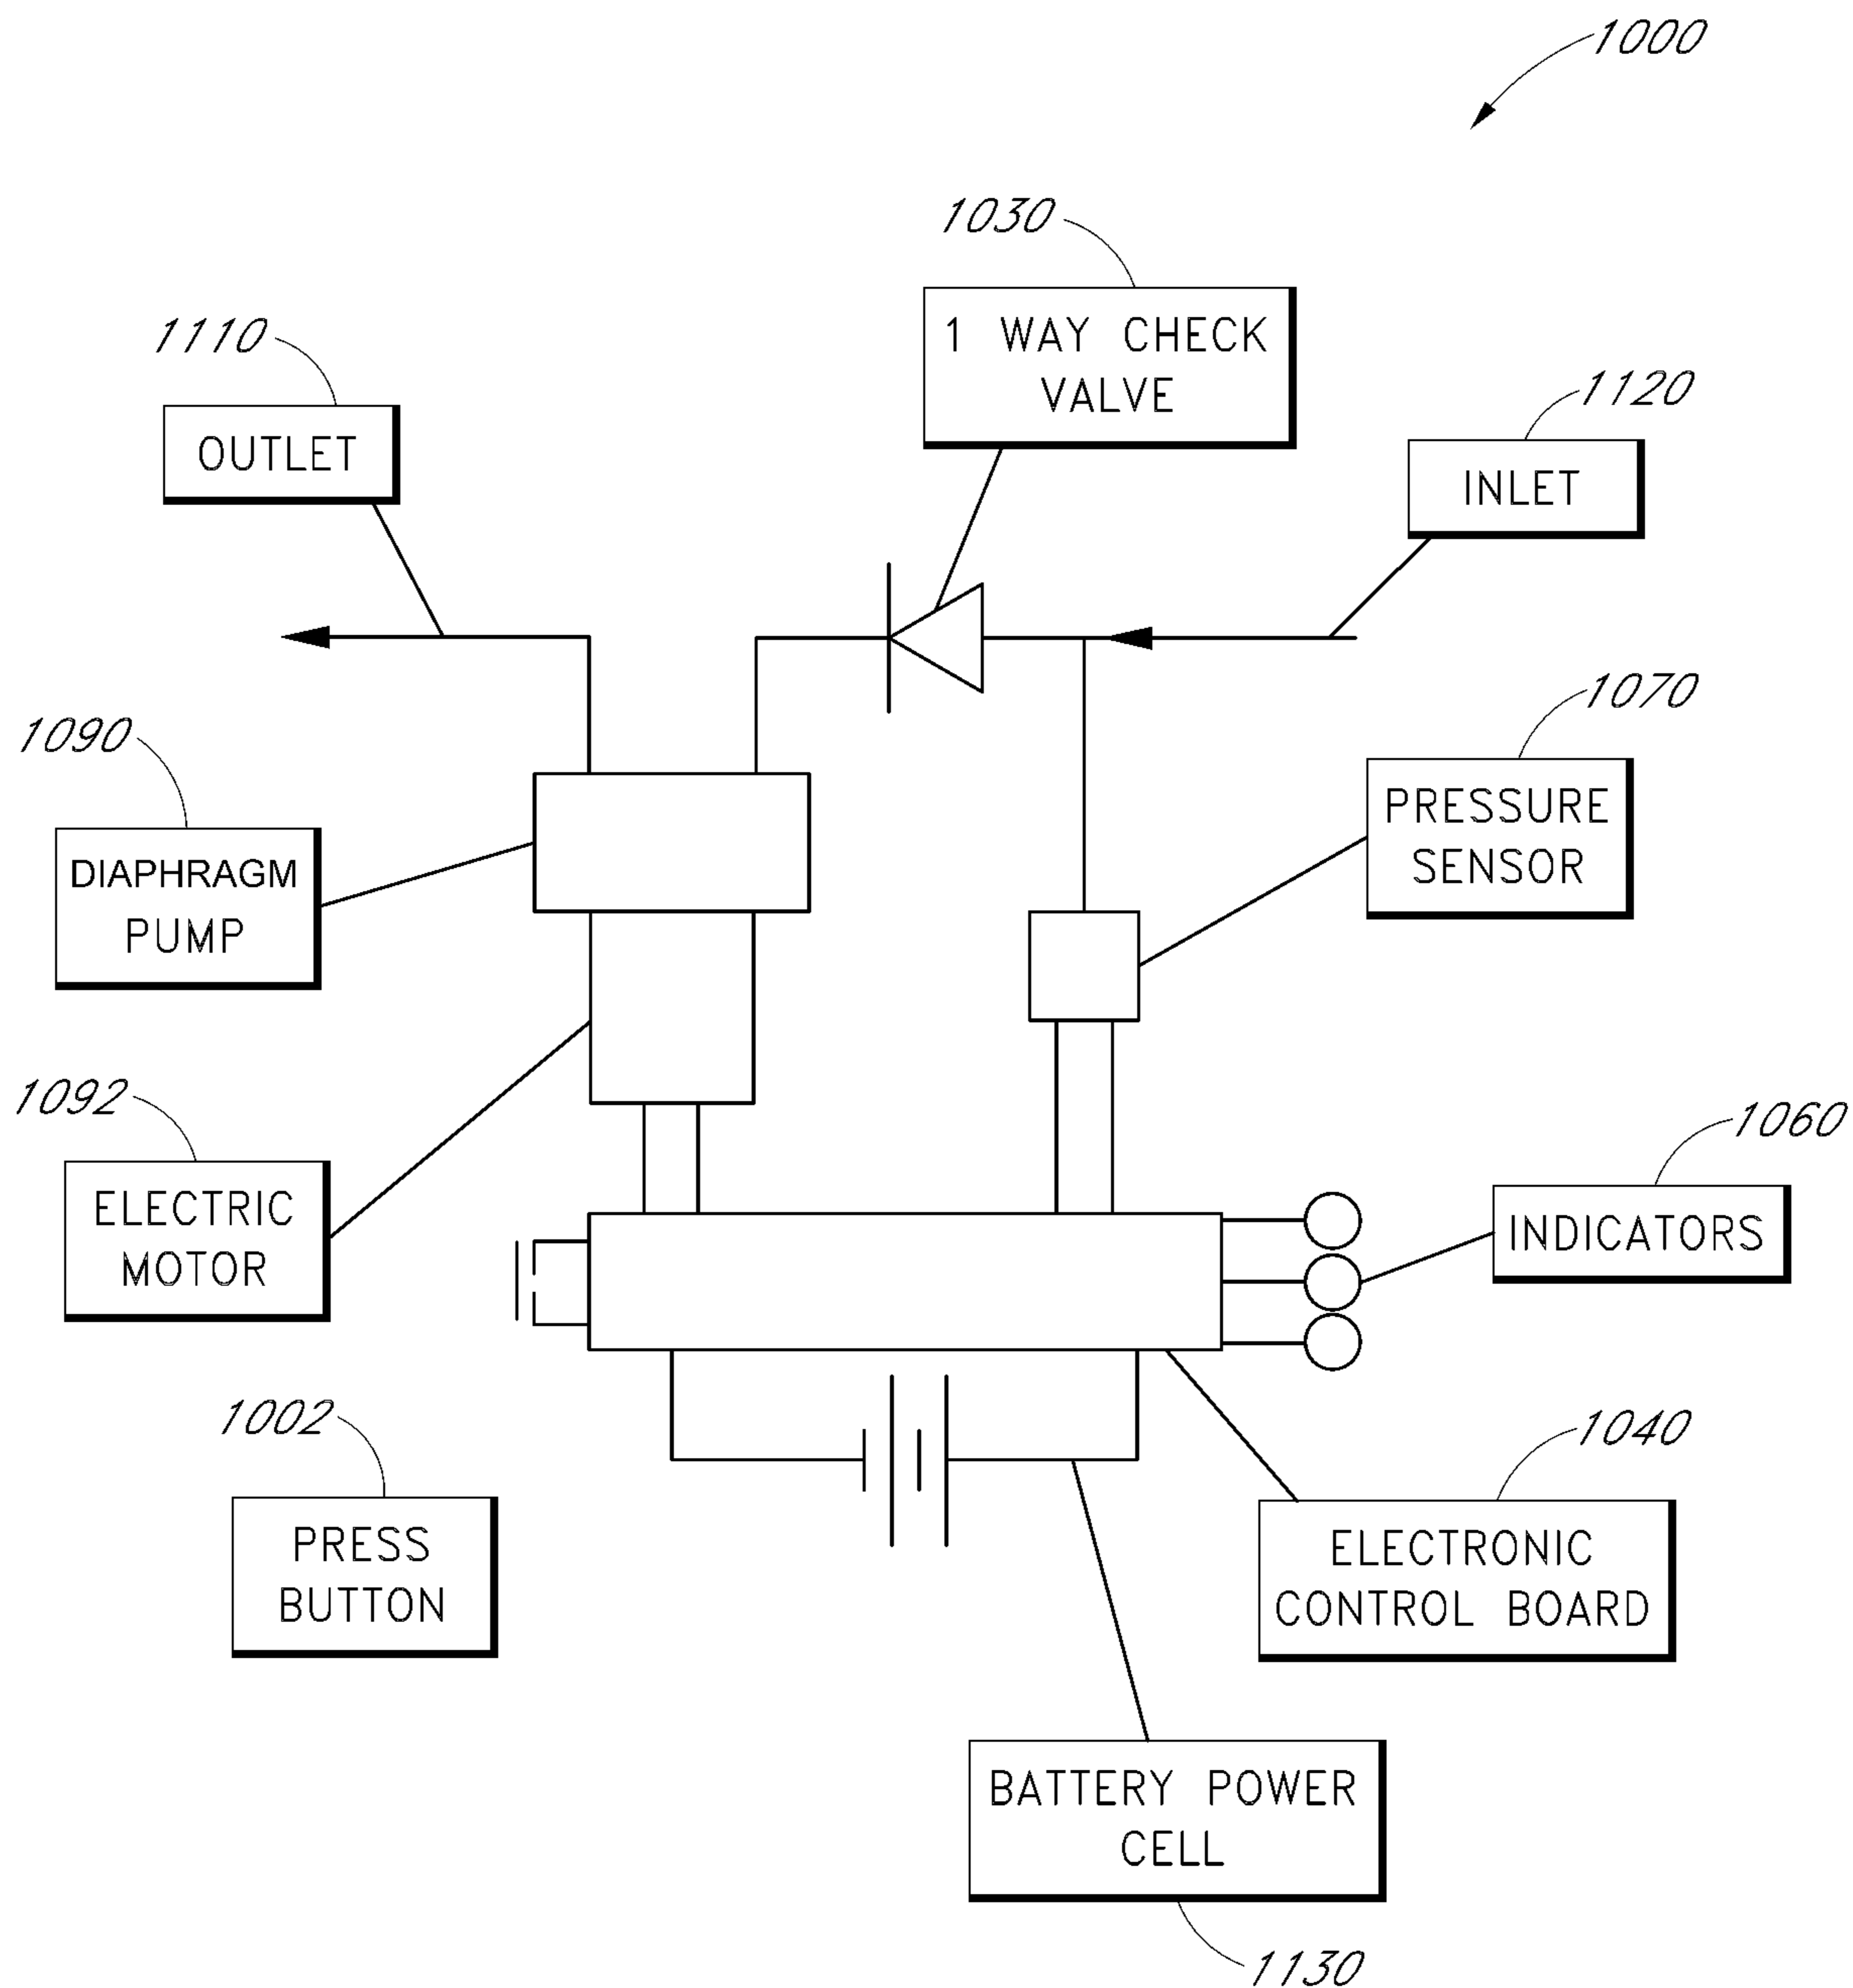 1000
1030
1 WAY CHECK
VALVE
1110
OUTLET
1120
INLET
1070
PRESSURE
SENSOR
1090
DIAPHRAGM
PUMP
1092
ELECTRIC
MOTOR
1060
INDICATORS
1002
PRESS
BUTTON
1040
ELECTRONIC
CONTROL BOARD
BATTERY POWER
CELL
1130